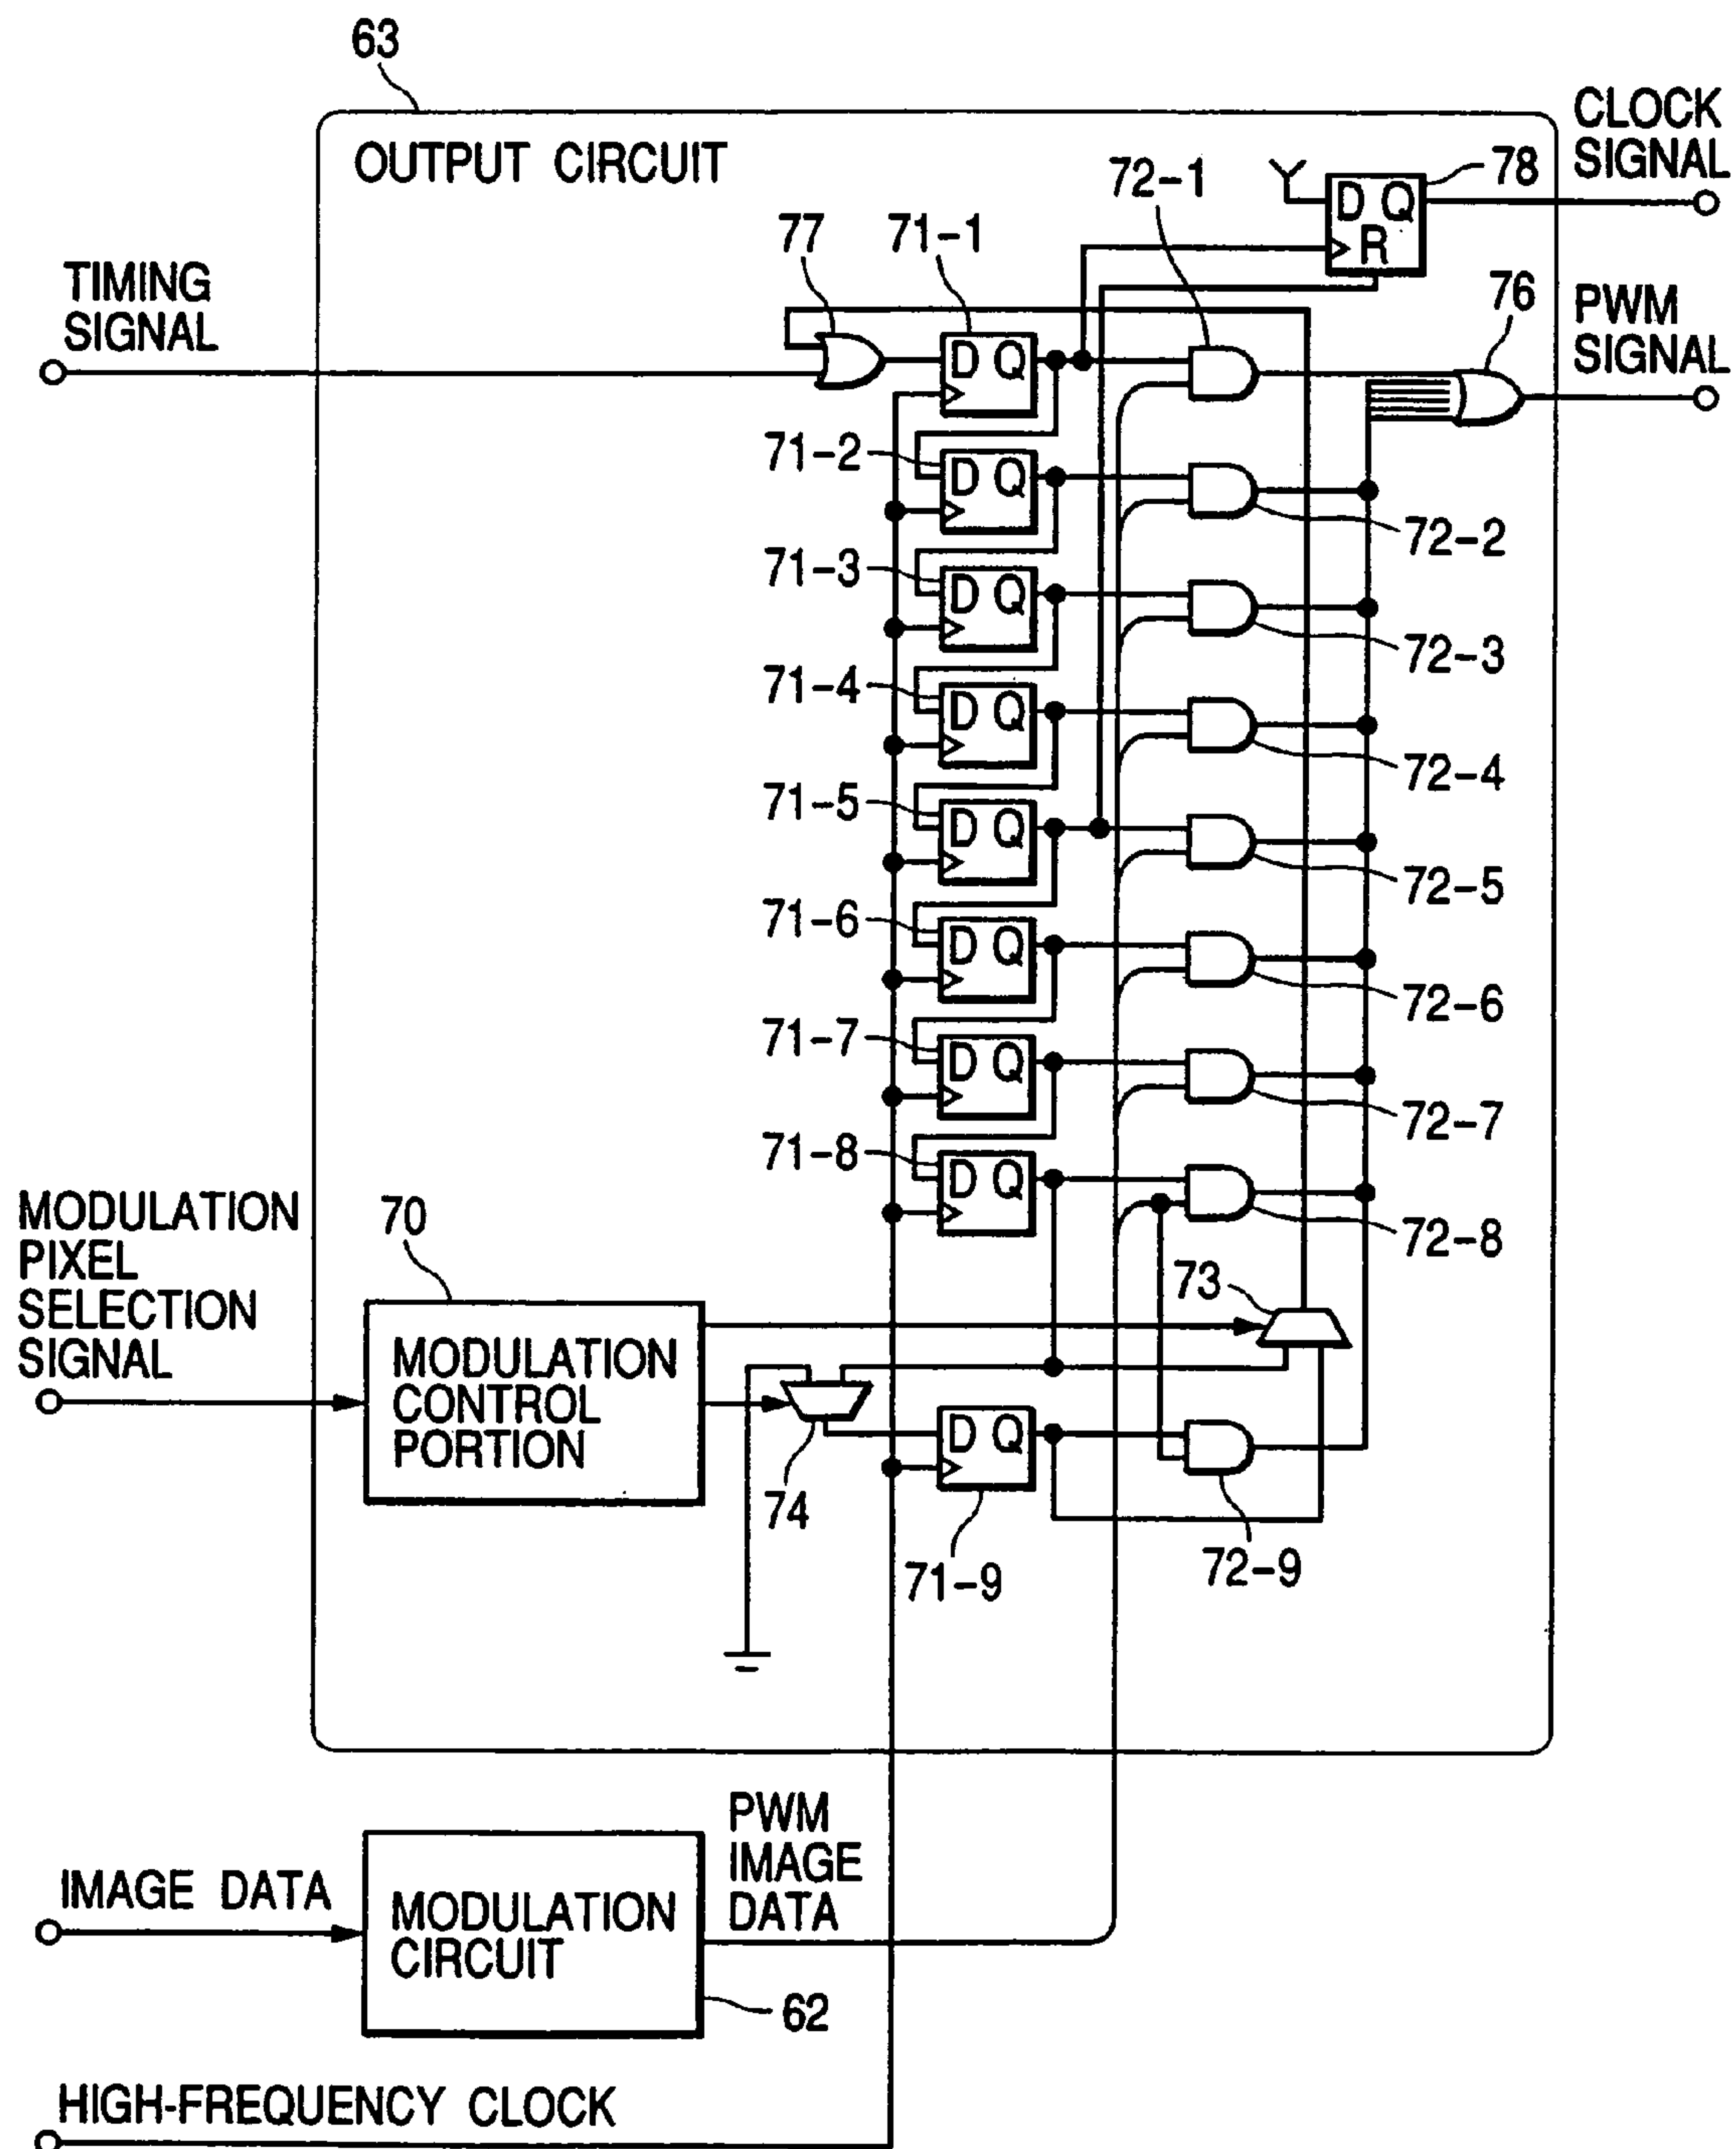 63
OUTPUT CIRCUIT
CLOCK
SIGNAL
78
D Q
R
72-1
77
71-1
76
PWM
SIGNAL
TIMING
SIGNAL
D Q
71-2
D Q
72-2
71-3
D Q
72-3
71-4
D Q
72-4
71-5
D Q
72-5
71-6
D Q
72-6
71-7
D Q
72-7
71-8
D Q
72-8
MODULATION
PIXEL
SELECTION
SIGNAL
70
73
MODULATION
CONTROL
PORTION
74
D Q
71-9
72-9
PWM
IMAGE
DATA
IMAGE DATA
MODULATION
CIRCUIT
62
HIGH-FREQUENCY CLOCK